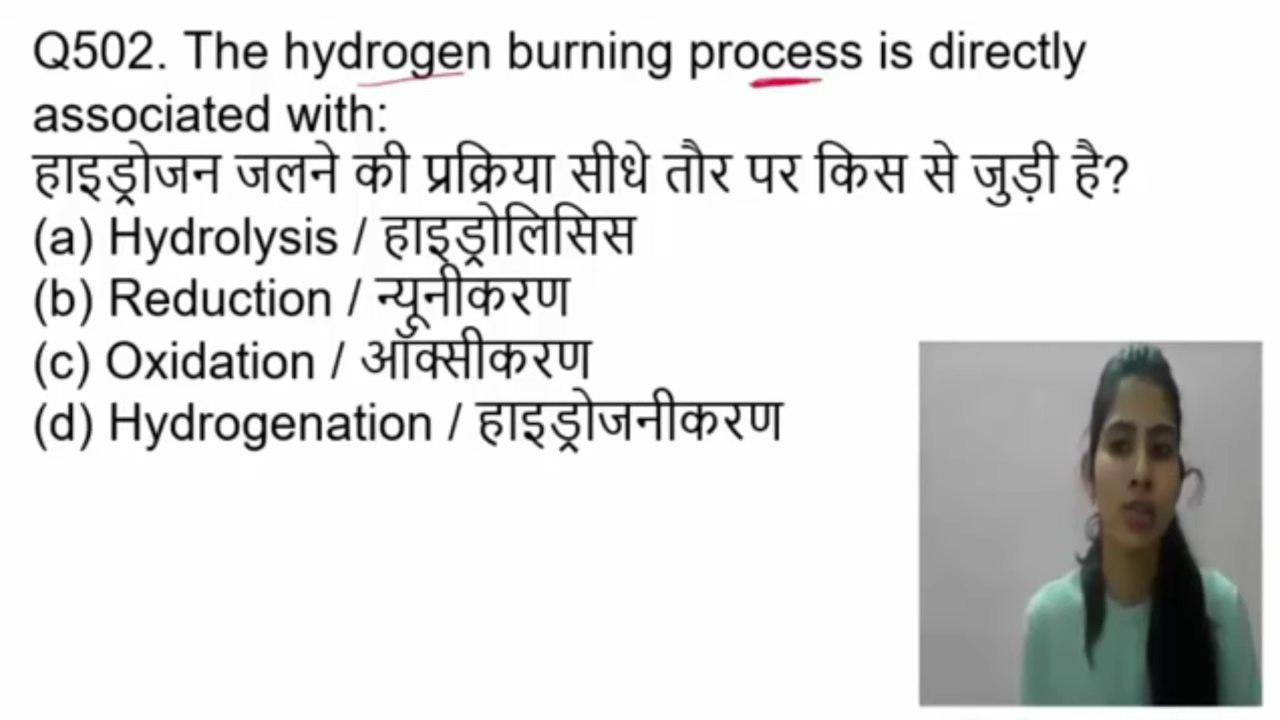 Q502. The hydrogen burning process is directly
associated with:
हाइड्रोजन जलने की प्रक्रिया सीधे तौर पर किस से जुड़ी है?
(a) Hydrolysis / हाइड्रोलिसिस
(b) Reduction / न्यूनीकरण
(c) Oxidation / ऑक्सीकरण
(d) Hydrogenation / हाइड्रोजनीकरण